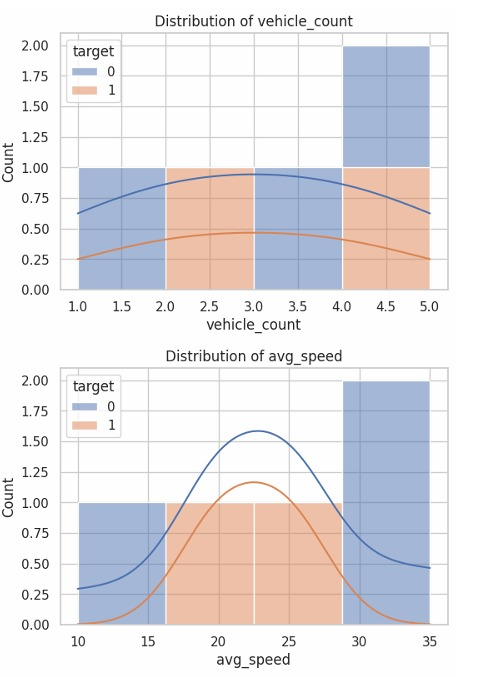 Distribution of vehicle_count
2.00
target
0
1.75
1
1.50
1.25
Count
1.00
0.75
0.50
0.25
0.00
1.0 1.5 2.0 2.5 3.0 3.5 4.0 4.5 5.0
vehicle_count
Distribution of avg_speed
2.00
target
0
1.75
1
1.50
1.25
Count
1.00
0.75
0.50
0.25
0.00
10 15 20 25 30 35
avg_speed